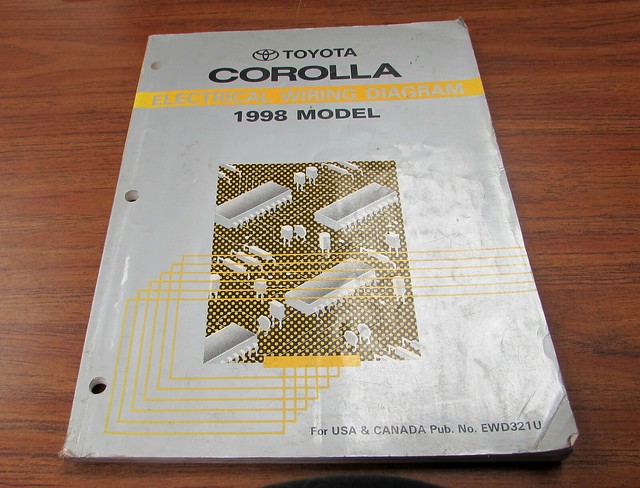 TOYOTA
COROLLA
ELECTRICAL WIRING DIAGRAM
1998 MODEL
For USA & CANADA Pub. No. EWD321U